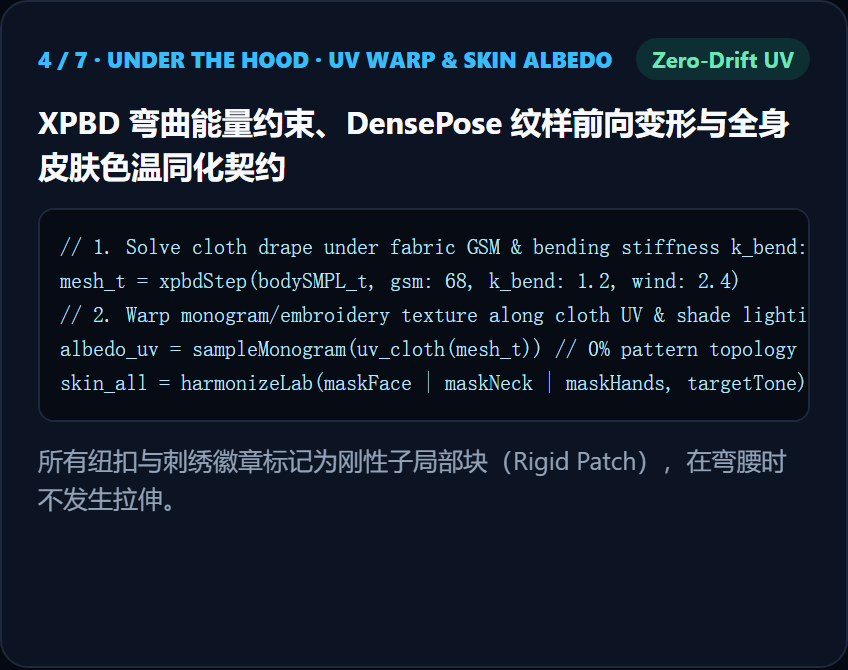 4 / 7 · UNDER THE HOOD · UV WARP & SKIN ALBEDO
Zero-Drift UV
XPBD 弯曲能量约束、DensePose 纹样前向变形与全身
皮肤色温同化契约
// 1. Solve cloth drape under fabric GSM & bending stiffness k_bend:
mesh_t = xpbdStep(bodySMPL_t, gsm: 68, k_bend: 1.2, wind: 2.4)
// 2. Warp monogram/embroidery texture along cloth UV & shade lighti
albedo_uv = sampleMonogram(uv_cloth(mesh_t)) // 0% pattern topology
skin_all = harmonizeLab(maskFace | maskNeck | maskHands, targetTone)
所有纽扣与刺绣徽章标记为刚性子局部块（Rigid Patch），在弯腰时
不发生拉伸。